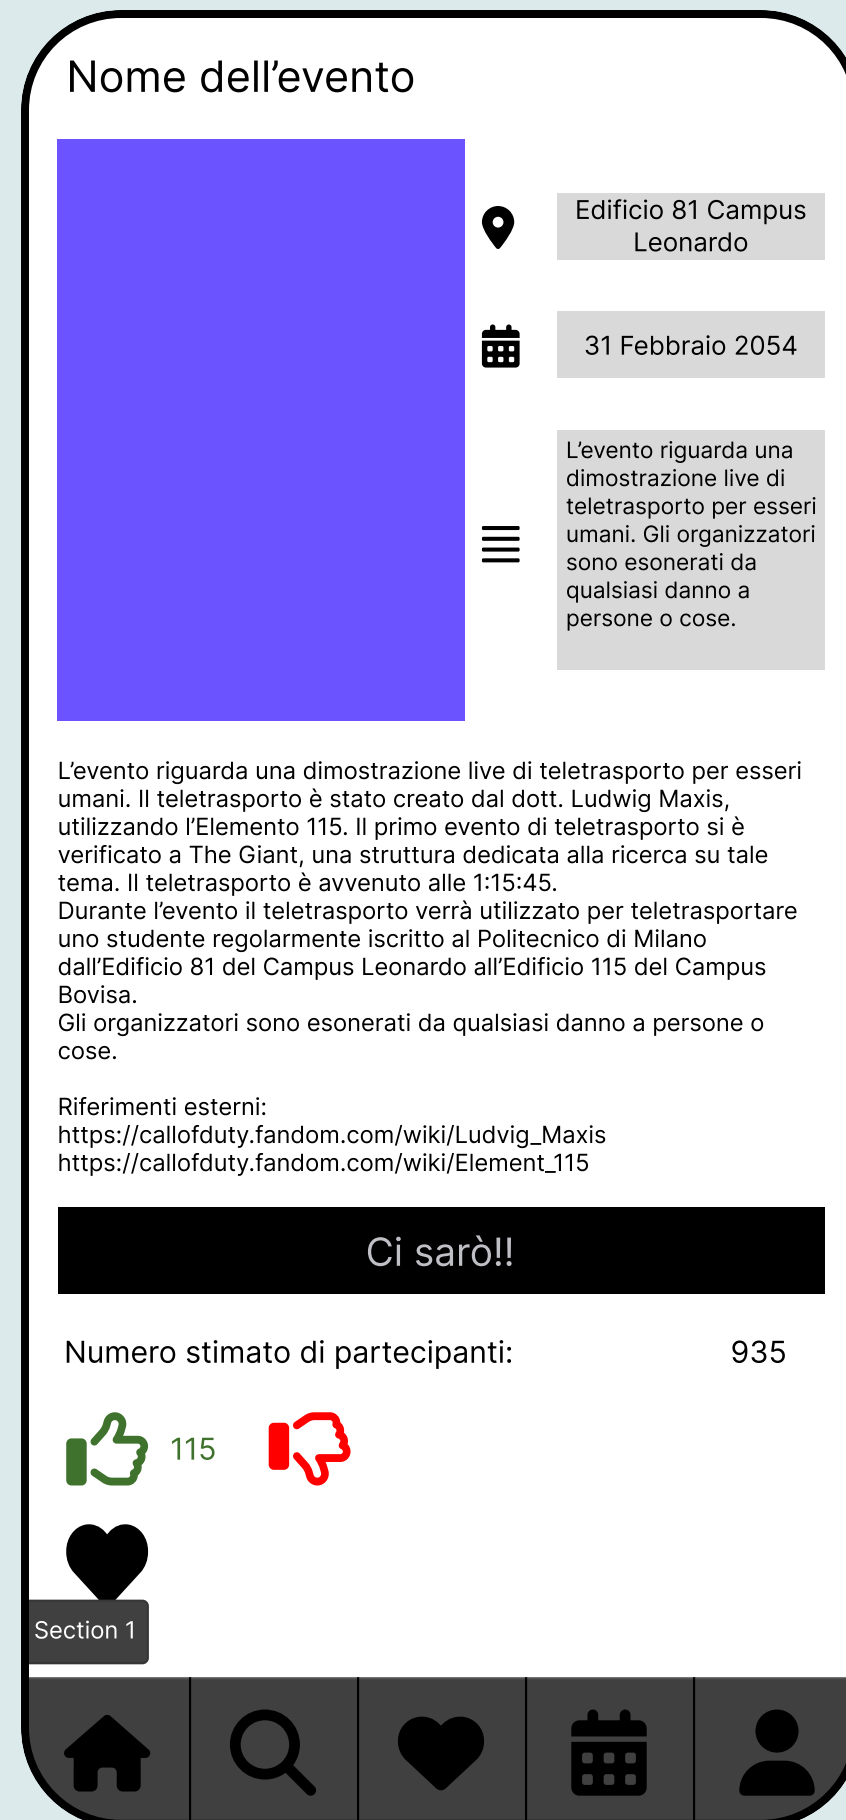 Nome dell’evento
Edificio 81 Campus
Leonardo
31 Febbraio 2054
L’evento riguarda una
dimostrazione live di
teletrasporto per esseri
umani. Gli organizzatori
sono esonerati da
qualsiasi danno a
persone o cose.
L’evento riguarda una dimostrazione live di teletrasporto per esseri
umani. Il teletrasporto è stato creato dal dott. Ludwig Maxis,
utilizzando l’Elemento 115. Il primo evento di teletrasporto si è
verificato a The Giant, una struttura dedicata alla ricerca su tale
tema. Il teletrasporto è avvenuto alle 1:15:45.
Durante l’evento il teletrasporto verrà utilizzato per teletrasportare
uno studente regolarmente iscritto al Politecnico di Milano
dall’Edificio 81 del Campus Leonardo all’Edificio 115 del Campus
Bovisa.
Gli organizzatori sono esonerati da qualsiasi danno a persone o
cose.
Riferimenti esterni:
https://callofduty.fandom.com/wiki/Ludvig_Maxis
https://callofduty.fandom.com/wiki/Element_115
Ci sarò!!
Numero stimato di partecipanti: 935
115
Section 1